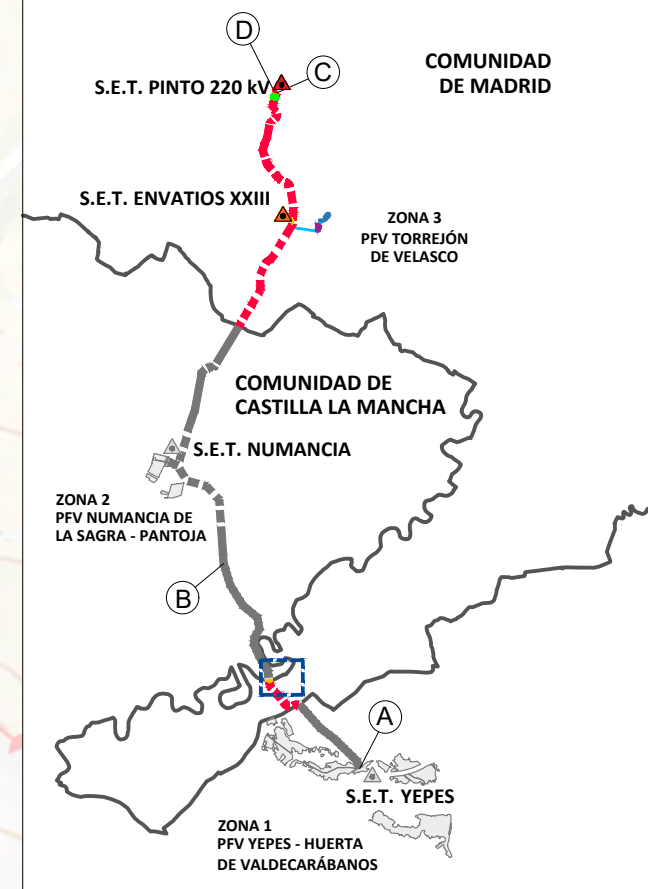 D
C
COMUNIDAD
DE MADRID
S.E.T. PINTO 220 kV
S.E.T. ENVATIOS XXIII
ZONA 3
PFV TORREJÓN
DE VELASCO
COMUNIDAD DE
CASTILLA LA MANCHA
S.E.T. NUMANCIA
ZONA 2
PFV NUMANCIA DE
LA SAGRA - PANTOJA
B
A
S.E.T. YEPES
ZONA 1
PFV YEPES - HUERTA
DE VALDECARÁBANOS